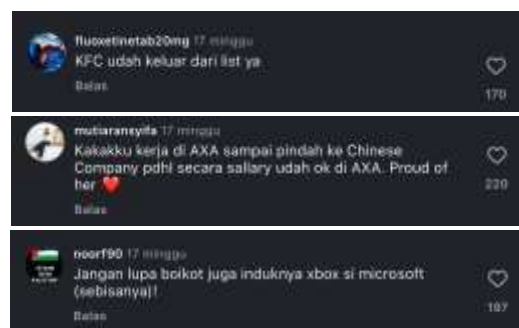 fluoxetinetab20mg 17 minggu
KFC udah keluar dari list ya
Balas
170
mutiaransyifa 17 minggu
Kakakku kerja di AXA sampai pindah ke Chinese
Company pdhl secara sallary udah ok di AXA. Proud of
her ❤️
Balas
220
noorf90 17 minggu
Jangan lupa boikot juga induknya xbox si microsoft
(sebisanya)!
Balas
197